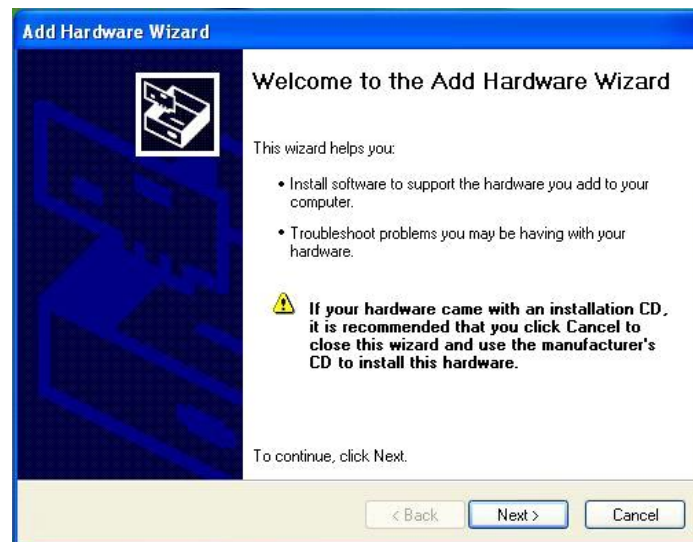 Add Hardware Wizard
Welcome to the Add Hardware Wizard
This wizard helps you:
• Install software to support the hardware you add to your
computer.
• Troubleshoot problems you may be having with your
hardware.
If your hardware came with an installation CD,
it is recommended that you click Cancel to
close this wizard and use the manufacturer's
CD to install this hardware.
To continue, click Next.
< Back Next > Cancel